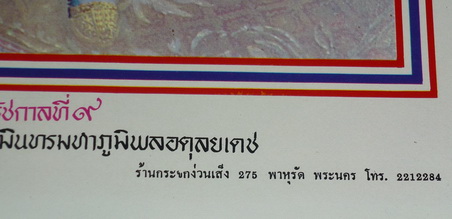 ัชกาลที่ ๙
มินทรมหาภูมิพลอดุลยเดช
ร้านกระจกง่วนเส็ง 275 พาหุรัด พระนคร โทร. 2212284